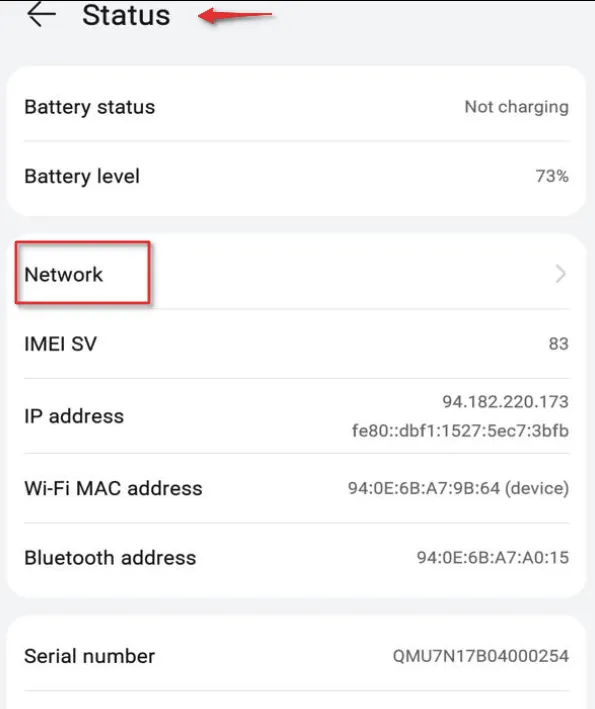 Status
Battery status Not charging
Battery level 73%
Network
IMEI SV 83
IP address 94.182.220.173
fe80::dbf1:1527:5ec7:3bfb
Wi-Fi MAC address 94:0E:6B:A7:9B:64 (device)
Bluetooth address 94:0E:6B:A7:A0:15
Serial number QMU7N17B04000254